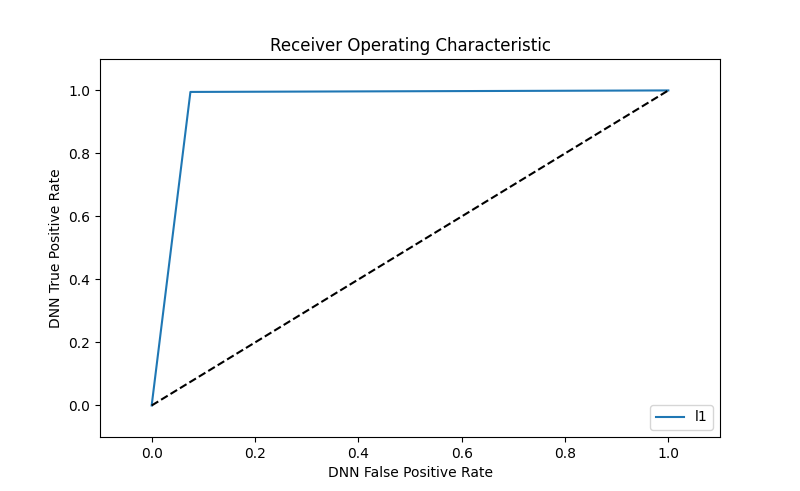 Receiver Operating Characteristic
DNN True Positive Rate
1.0
0.8
0.6
0.4
0.2
0.0
l1
0.0 0.2 0.4 0.6 0.8 1.0
DNN False Positive Rate